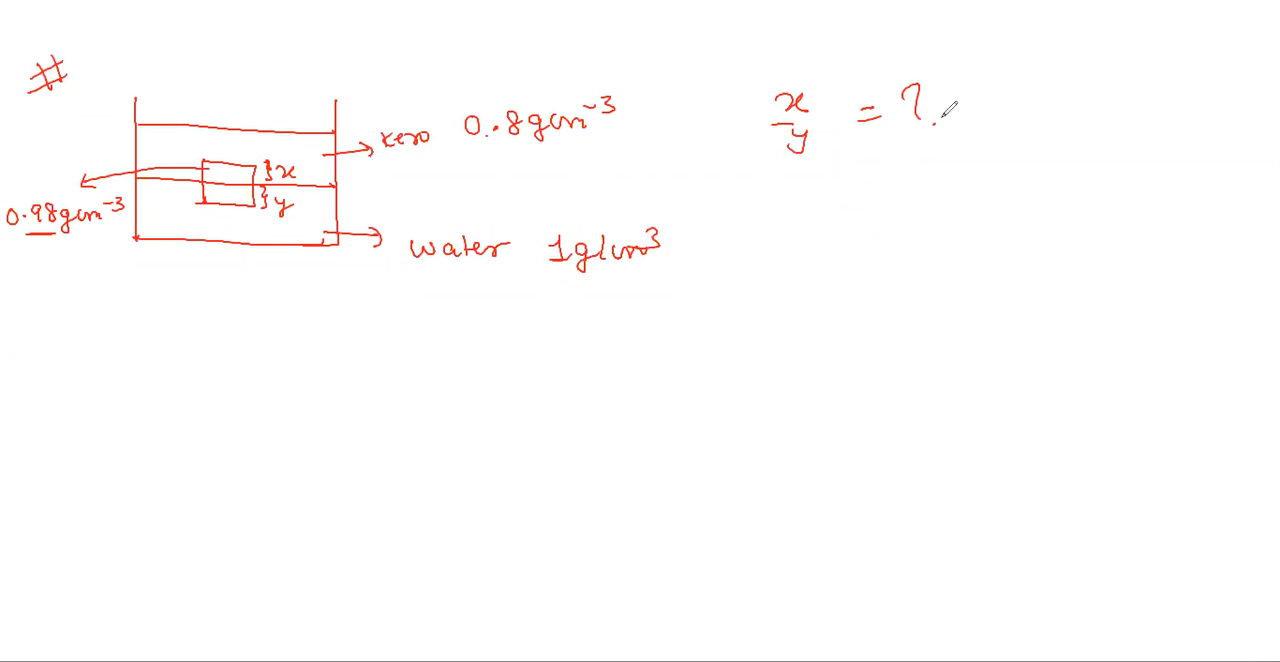 #
kero 0.8gcm⁻³
x/y = ?.
x
0.98gcm⁻³
y
water 1g/cm³